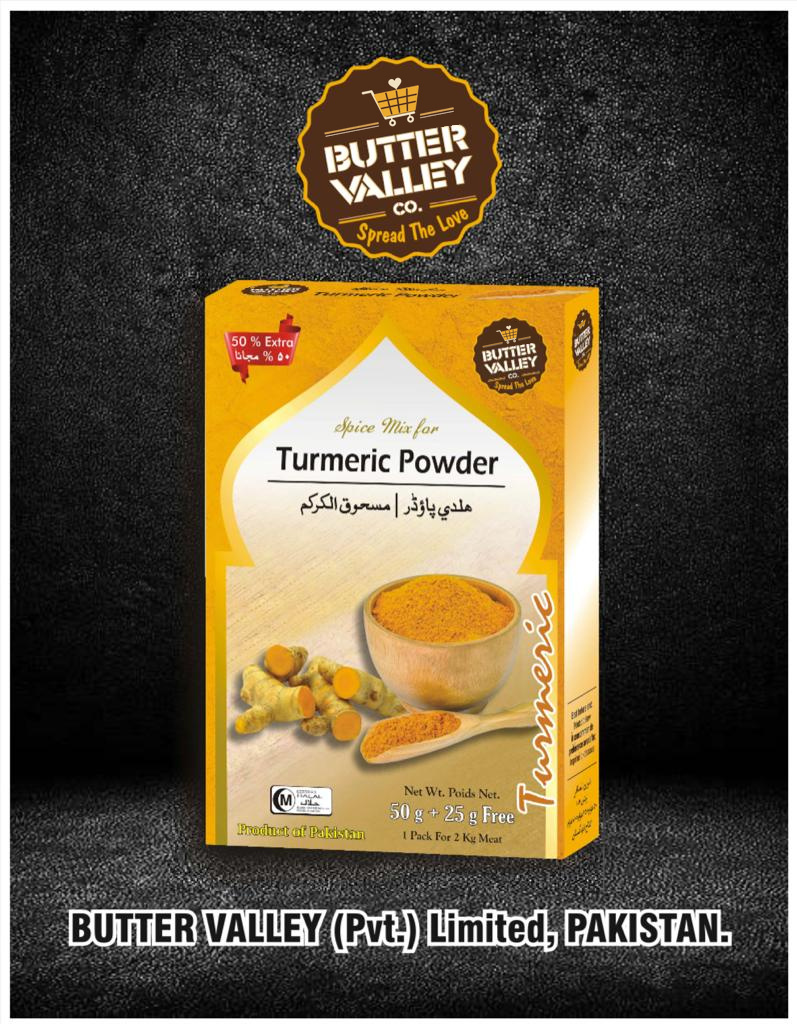 BUTTER
VALLEY
CO.
Spread The Love
Turmeric Powder
50 % Extra
٥٠ % مجانا
BUTTER
VALLEY
CO.
Spread The Love
BUTTER
VALLEY
Spice Mix for
Turmeric Powder
هلدي پاؤڈر | مسحوق الكركم
Turmeric
M
HALAL
حلال
Net Wt. Poids Net.
50 g + 25 g Free
1 Pack For 2 Kg Meat
Product of Pakistan
BUTTER VALLEY (Pvt.) Limited, PAKISTAN.